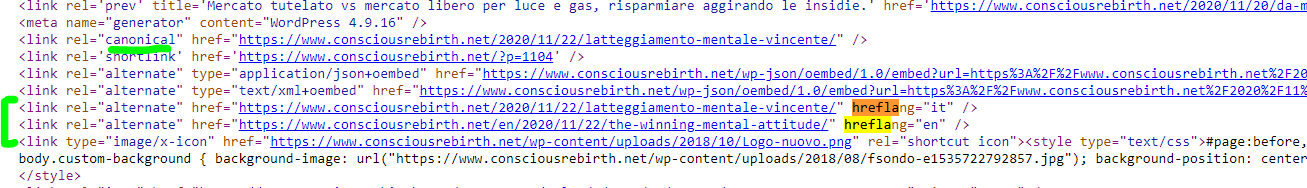 <link rel='prev' title='Mercato tutelato vs mercato libero per luce e gas, risparmiare aggirando le insidie.' href='https://www.consciousrebirth.net/2020/11/20/da-m
<meta name="generator" content="WordPress 4.9.16" />
<link rel="canonical" href="https://www.consciousrebirth.net/2020/11/22/latteggiamento-mentale-vincente/" />
<link rel='shortlink' href='https://www.consciousrebirth.net/?p=1104' />
<link rel="alternate" type="application/json+oembed" href="https://www.consciousrebirth.net/wp-json/oembed/1.0/embed?url=https%3A%2F%2Fwww.consciousrebirth.net%2F20
<link rel="alternate" type="text/xml+oembed" href="https://www.consciousrebirth.net/wp-json/oembed/1.0/embed?url=https%3A%2F%2Fwww.consciousrebirth.net%2F2020%2F11%
<link rel="alternate" href="https://www.consciousrebirth.net/2020/11/22/latteggiamento-mentale-vincente/" hreflang="it" />
<link rel="alternate" href="https://www.consciousrebirth.net/en/2020/11/22/the-winning-mental-attitude/" hreflang="en" />
<link type="image/x-icon" href="https://www.consciousrebirth.net/wp-content/uploads/2018/10/Logo-nuovo.png" rel="shortcut icon"><style type="text/css">#page:before,
body.custom-background { background-image: url("https://www.consciousrebirth.net/wp-content/uploads/2018/08/fsondo-e1535722792857.jpg"); background-position: center
</style>